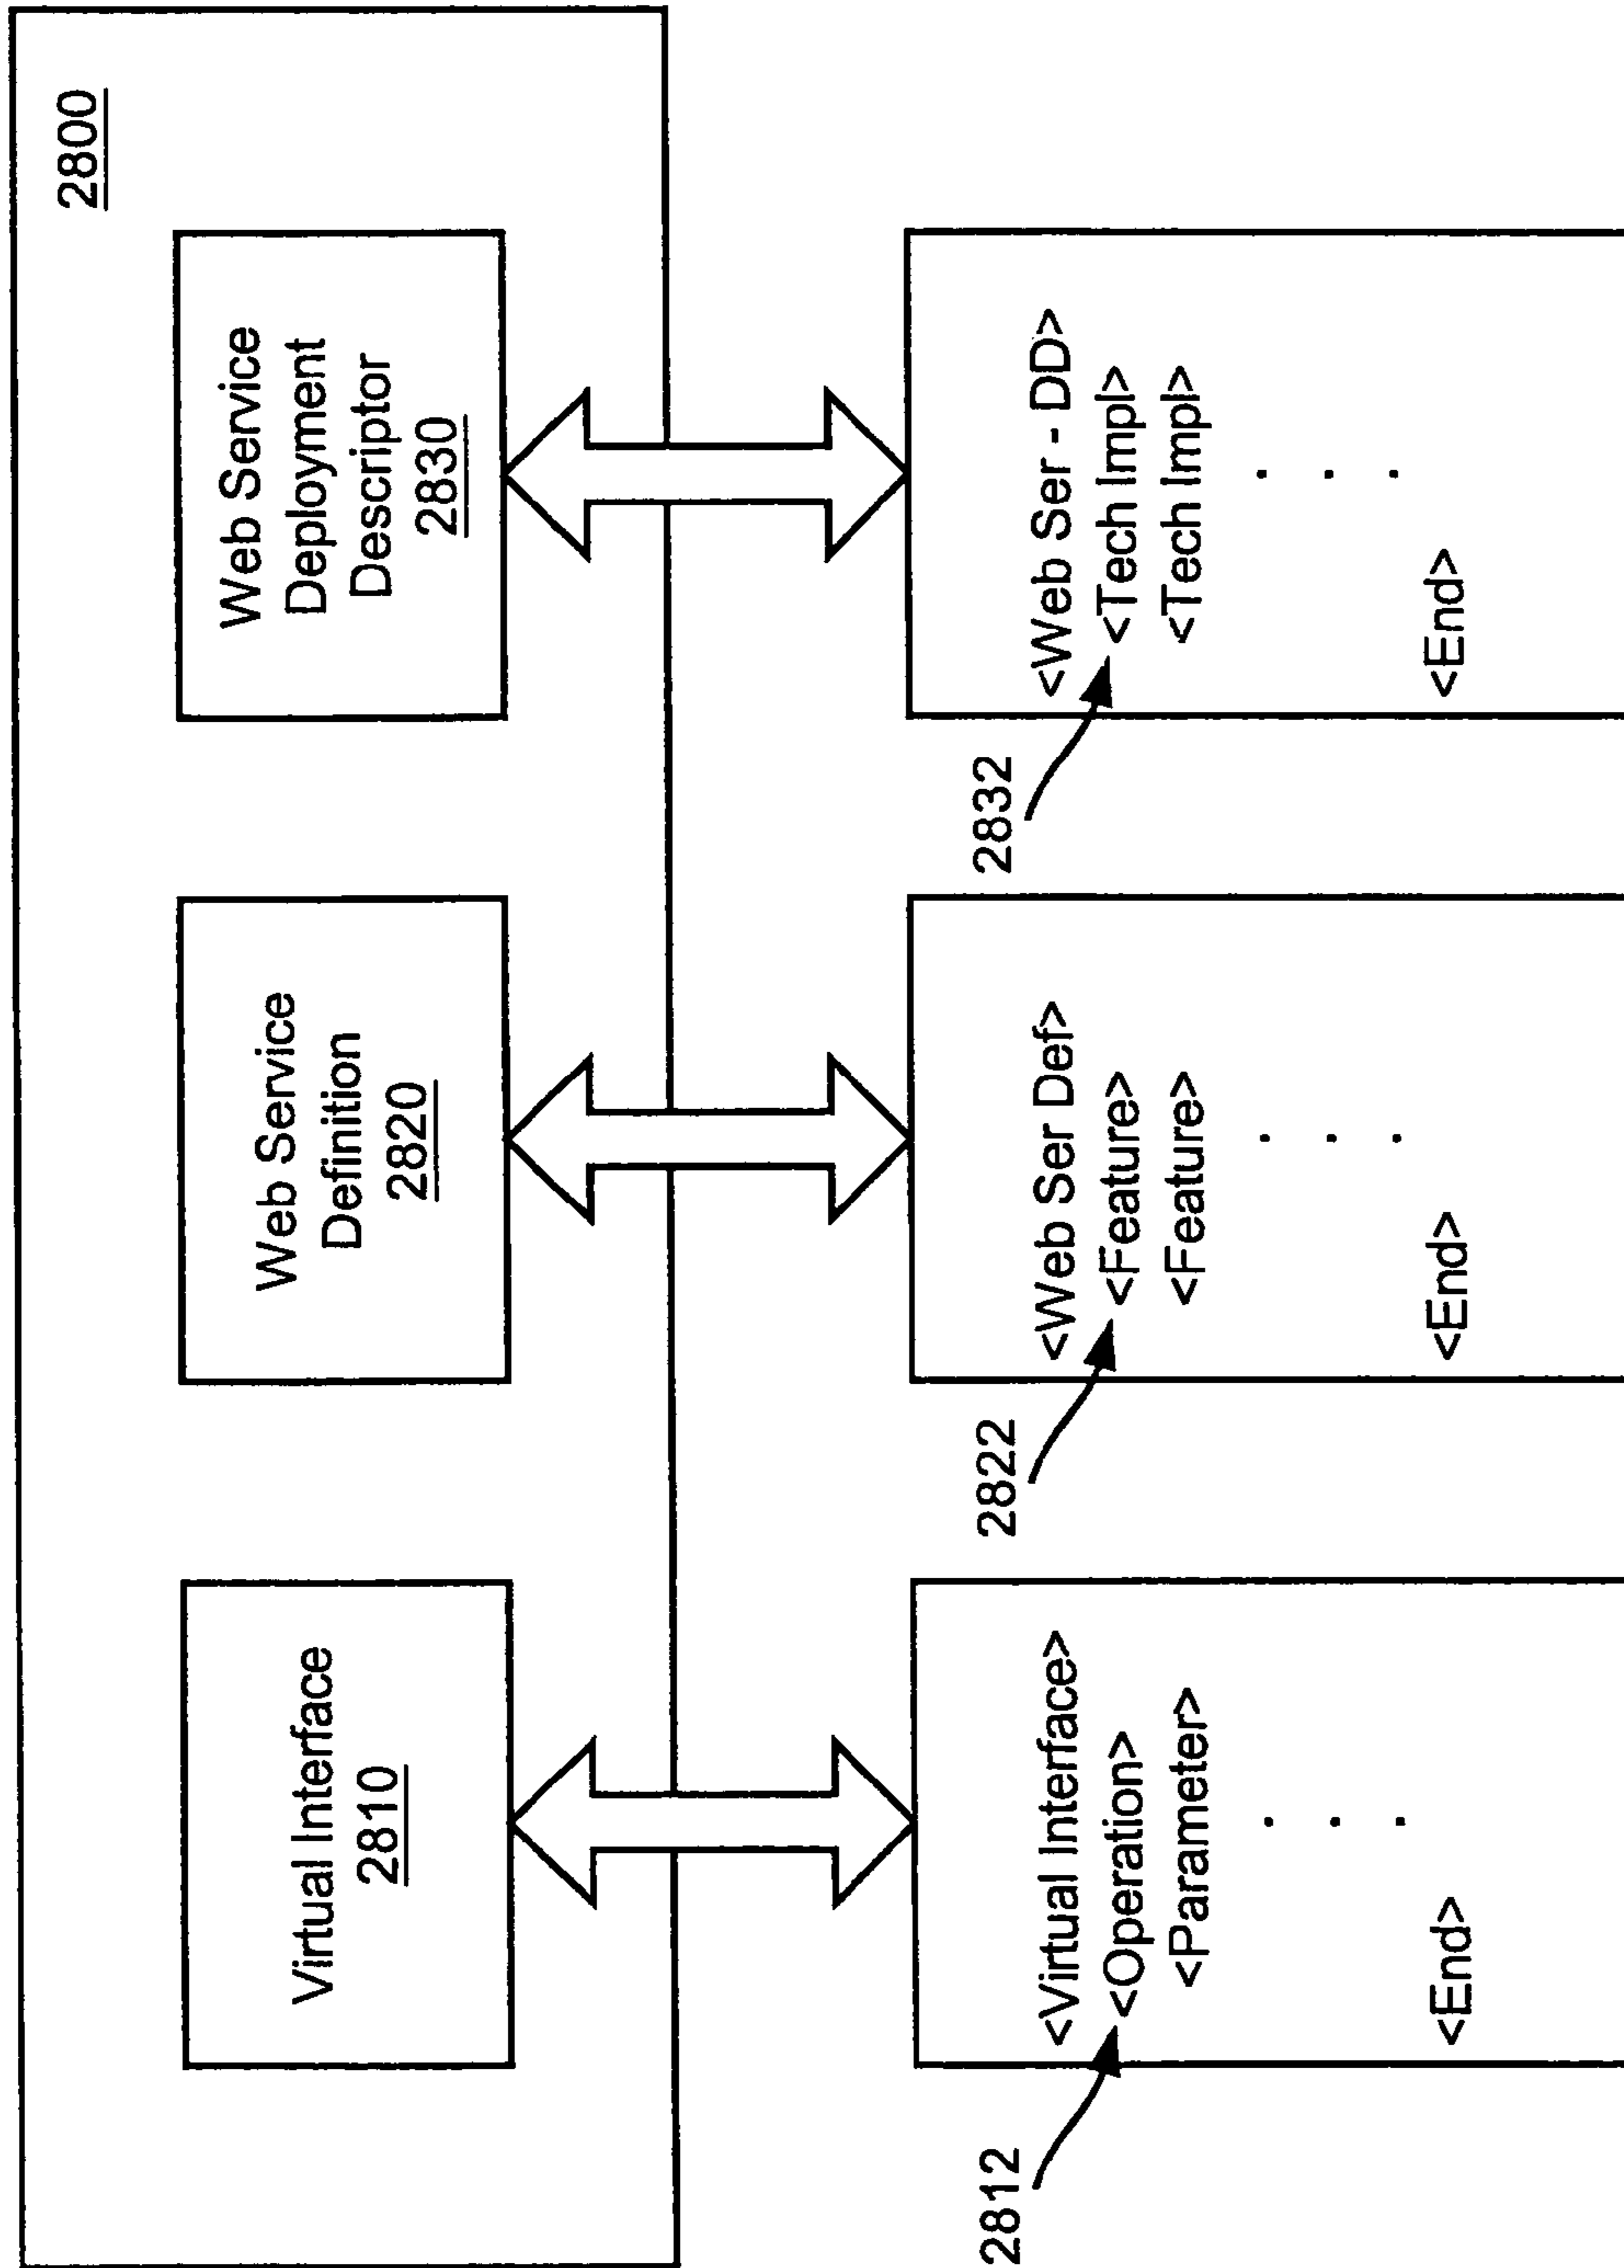 2800
Virtual Interface
2810
Web Service
Definition
2820
Web Service
Deployment
Descriptor
2830
2812
<Virtual Interface>
<Operation>
<Parameter>
. . .
<End>
2822
<Web Ser Def>
<Feature>
<Feature>
. . .
<End>
2832
<Web Ser - DD>
<Tech Impl>
<Tech Impl>
. . .
<End>